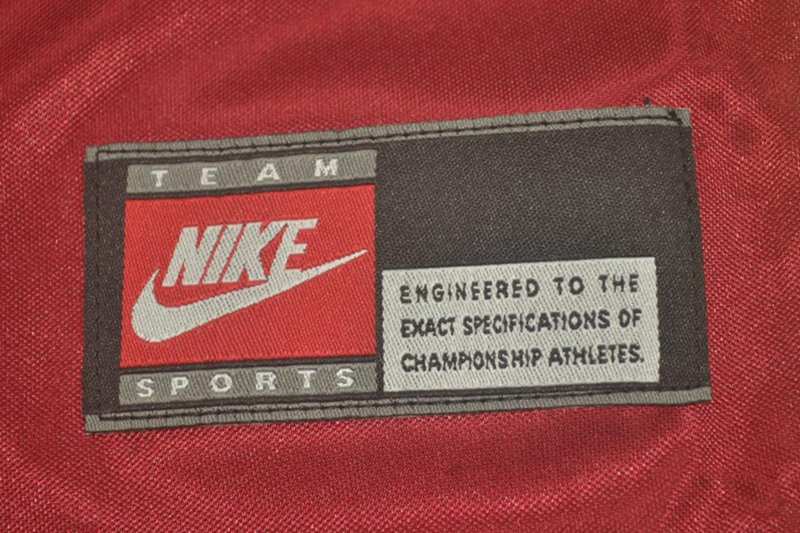 TEAM
NIKE
SPORTS
ENGINEERED TO THE
EXACT SPECIFICATIONS OF
CHAMPIONSHIP ATHLETES.